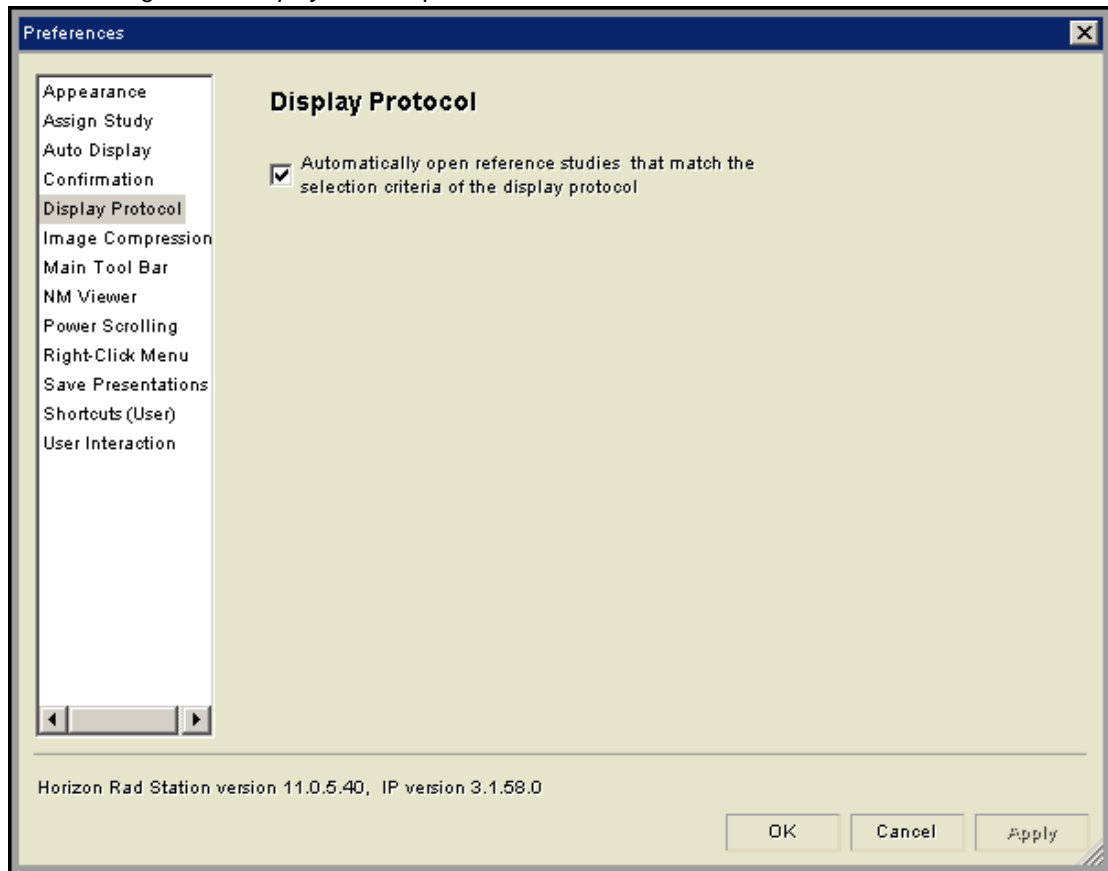 Preferences
Appearance
Assign Study
Auto Display
Confirmation
Display Protocol
Image Compression
Main Tool Bar
NM Viewer
Power Scrolling
Right-Click Menu
Save Presentations
Shortcuts (User)
User Interaction
Display Protocol
Automatically open reference studies that match the
selection criteria of the display protocol
Horizon Rad Station version 11.0.5.40, IP version 3.1.58.0
OK Cancel Apply